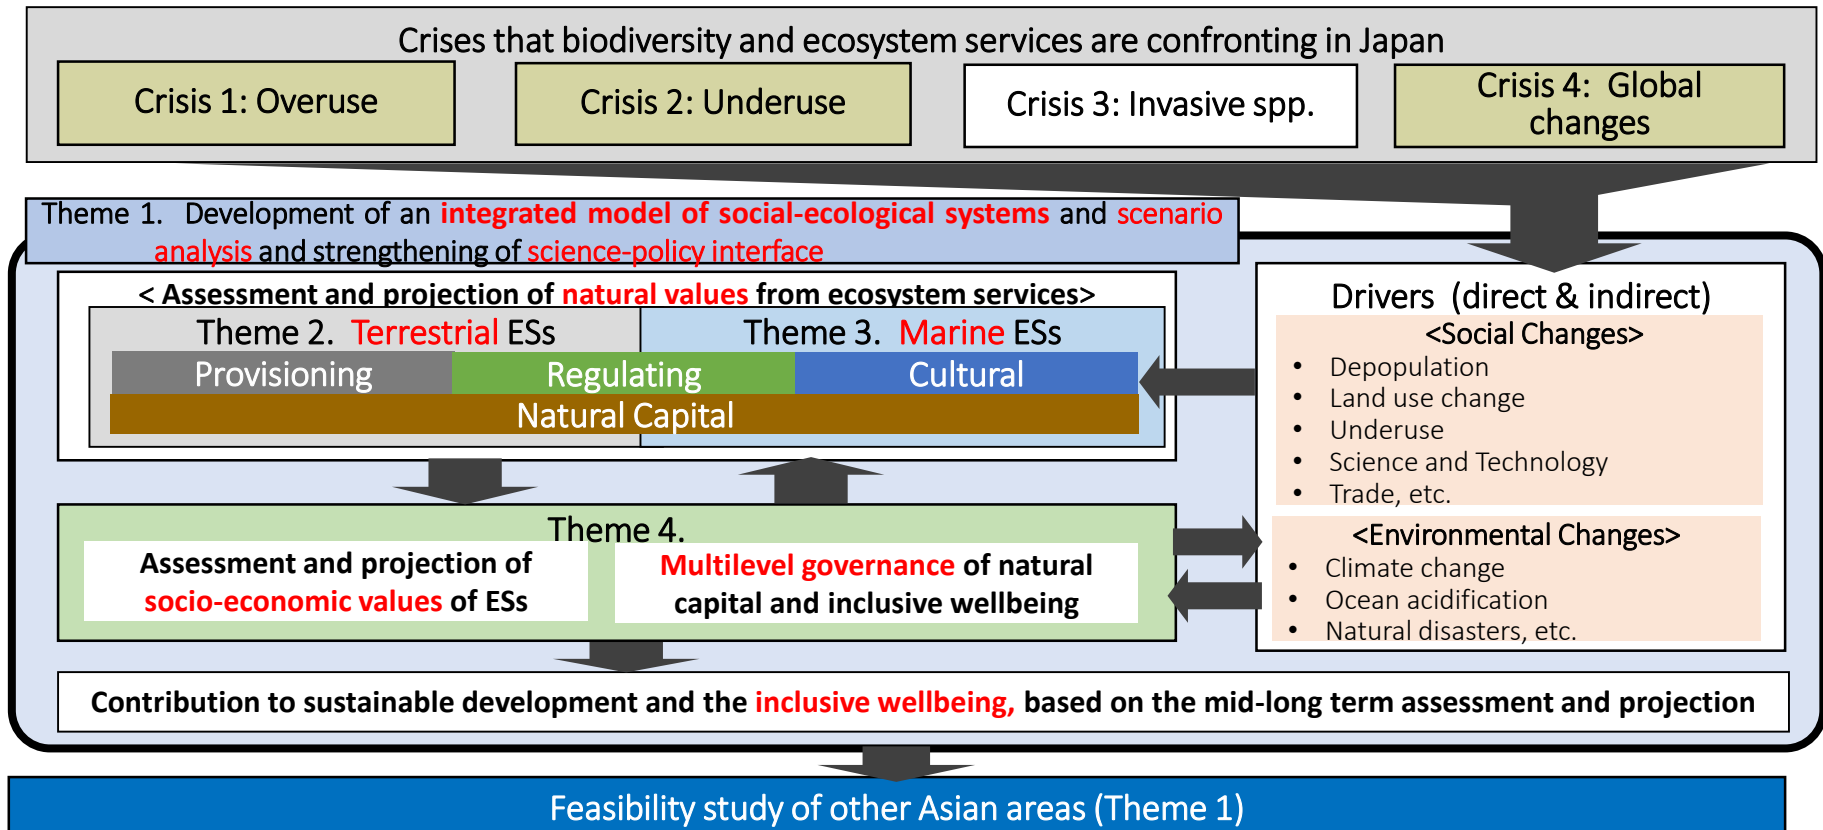 Crises that biodiversity and ecosystem services are confronting in Japan
Crisis 1: Overuse
Crisis 2: Underuse
Crisis 3: Invasive spp.
Crisis 4: Global
changes
Theme 1. Development of an integrated model of social-ecological systems and scenario
analysis and strengthening of science-policy interface
< Assessment and projection of natural values from ecosystem services>
Theme 2. Terrestrial ESs
Theme 3. Marine ESs
Provisioning
Regulating
Cultural
Natural Capital
Drivers (direct & indirect)
<Social Changes>
• Depopulation
• Land use change
• Underuse
• Science and Technology
• Trade, etc.
<Environmental Changes>
• Climate change
• Ocean acidification
• Natural disasters, etc.
Theme 4.
Assessment and projection of
socio-economic values of ESs
Multilevel governance of natural
capital and inclusive wellbeing
Contribution to sustainable development and the inclusive wellbeing, based on the mid-long term assessment and projection
Feasibility study of other Asian areas (Theme 1)